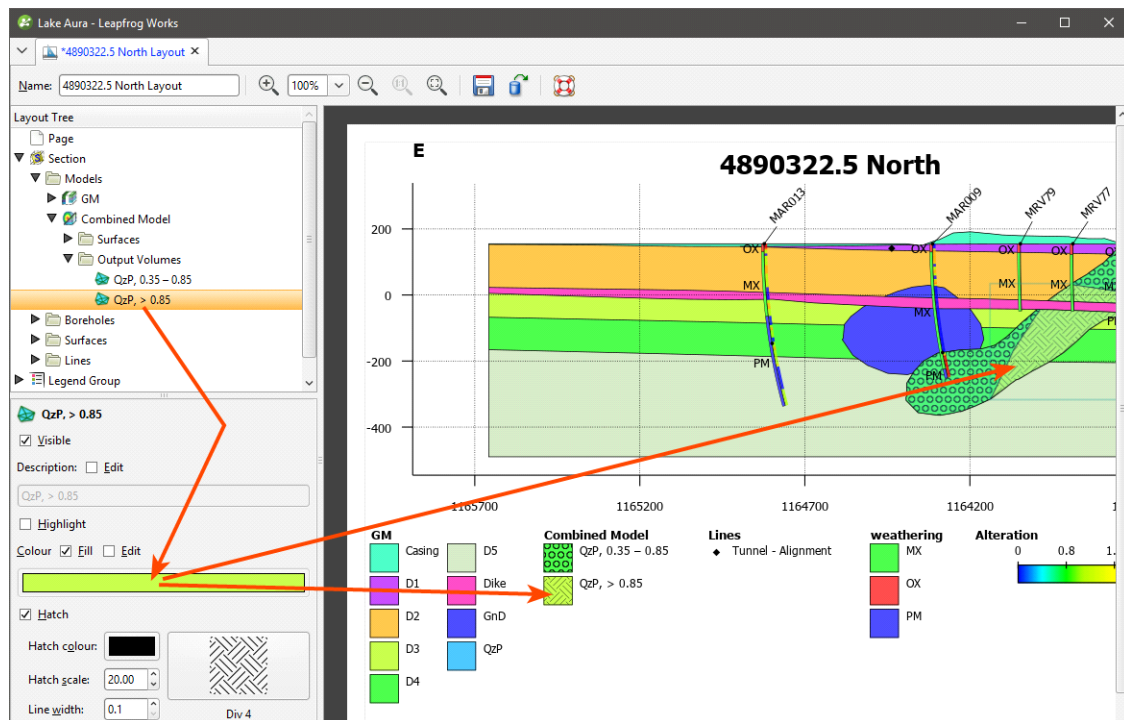 Lake Aura - Leapfrog Works
*4890322.5 North Layout
Name: 4890322.5 North Layout 100% 1:1
Layout Tree
Page
Section
Models
GM
Combined Model
Surfaces
Output Volumes
QzP, 0.35 – 0.85
QzP, > 0.85
Boreholes
Surfaces
Lines
Legend Group
QzP, > 0.85
Visible
Description: Edit
QzP, > 0.85
Highlight
Colour Fill Edit
Hatch
Hatch colour:
Hatch scale: 20.00
Line width: 0.1
Div 4
E
4890322.5 North
MAR013 MAR009 MRV79 MRV77
200
0
-200
-400
OX OX OX OX
MX MX MX
MX
PM PM
1165700 1165200 1164700 1164200
GM
Casing
D1
D2
D3
D4
D5
Dike
GnD
QzP
Combined Model
QzP, 0.35 – 0.85
QzP, > 0.85
Lines
Tunnel - Alignment
weathering
MX
OX
PM
Alteration
0 0.8